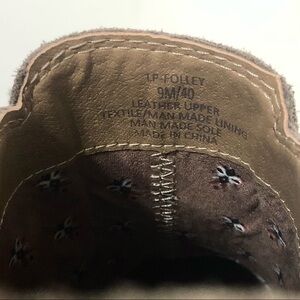 LP-FOLLEY
9M/40
LEATHER UPPER
TEXTILE/MAN MADE LINING
MAN MADE SOLE
MADE IN CHINA